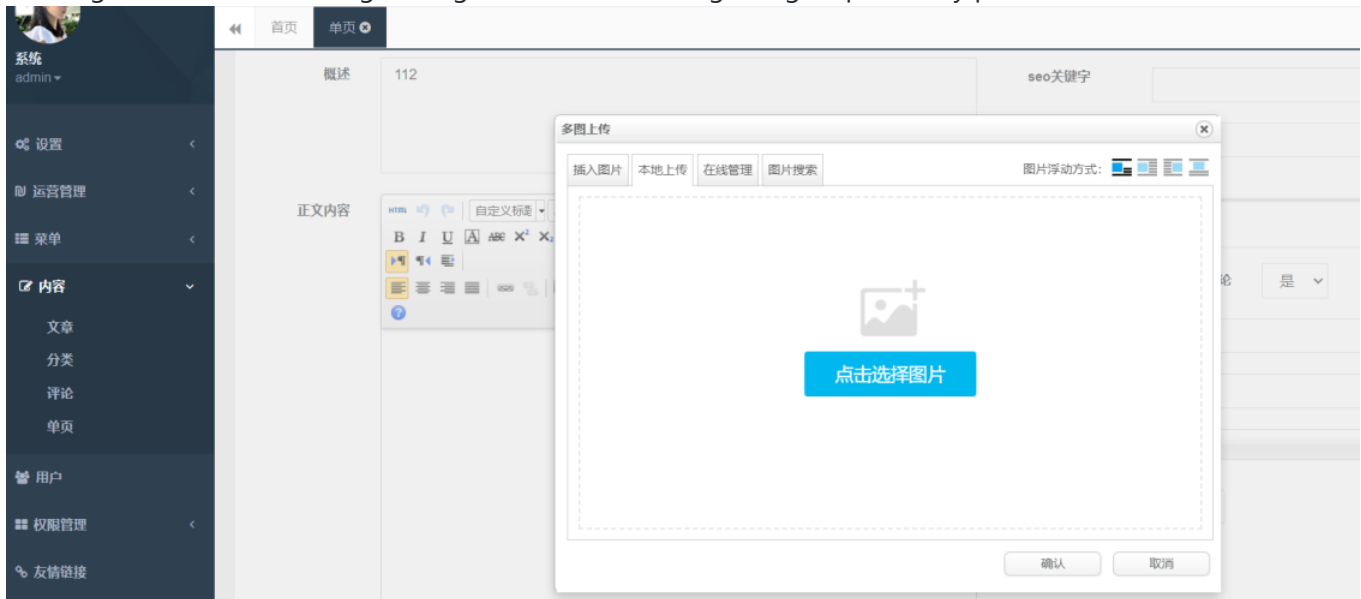 首页
单页
系统
admin
设置
运营管理
菜单
内容
文章
分类
评论
单页
用户
权限管理
友情链接
概述
112
seo关键字
正文内容
HTML
自定义标题
B I U A ABC X² X₂
是
多图上传
插入图片 本地上传 在线管理 图片搜索
图片浮动方式:
点击选择图片
确认 取消